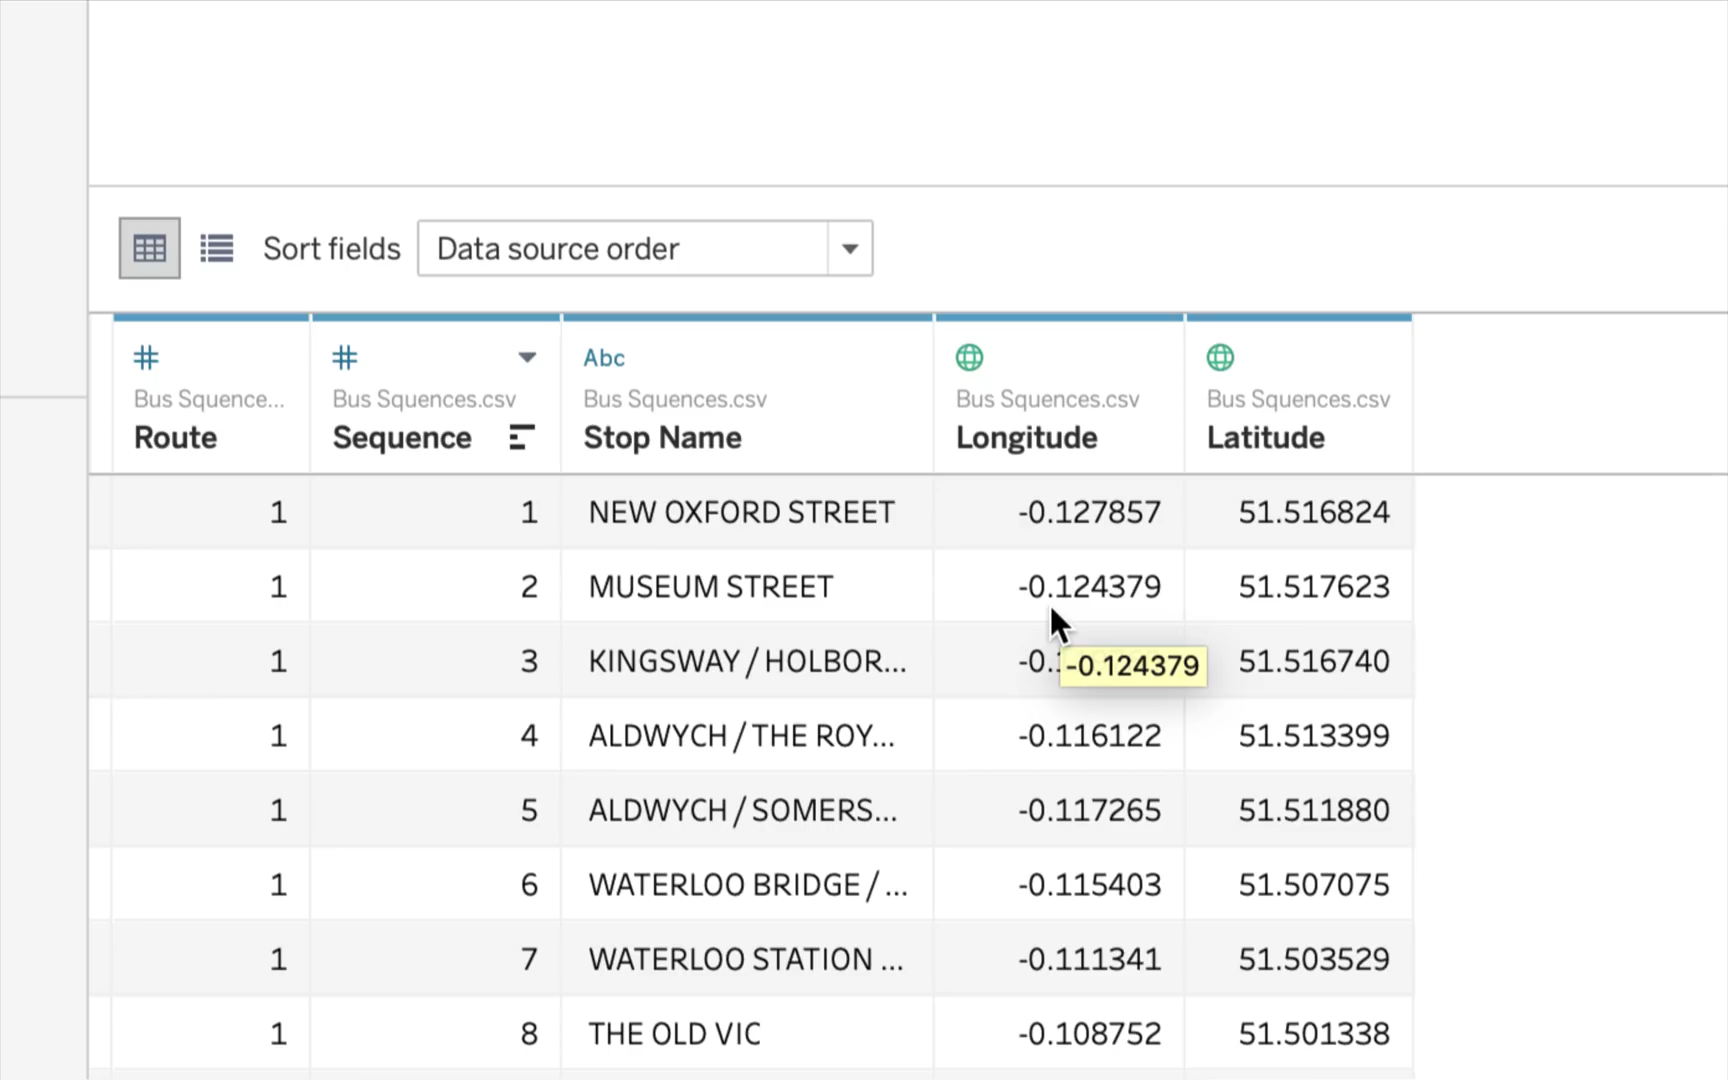 Sort fields Data source order
# # Abc
Bus Squence... Bus Squences.csv Bus Squences.csv Bus Squences.csv Bus Squences.csv
Route Sequence Stop Name Longitude Latitude
1 1 NEW OXFORD STREET -0.127857 51.516824
1 2 MUSEUM STREET -0.124379 51.517623
1 3 KINGSWAY / HOLBOR... 51.516740
-0.124379
1 4 ALDWYCH / THE ROY... -0.116122 51.513399
1 5 ALDWYCH / SOMERS... -0.117265 51.511880
1 6 WATERLOO BRIDGE / ... -0.115403 51.507075
1 7 WATERLOO STATION ... -0.111341 51.503529
1 8 THE OLD VIC -0.108752 51.501338